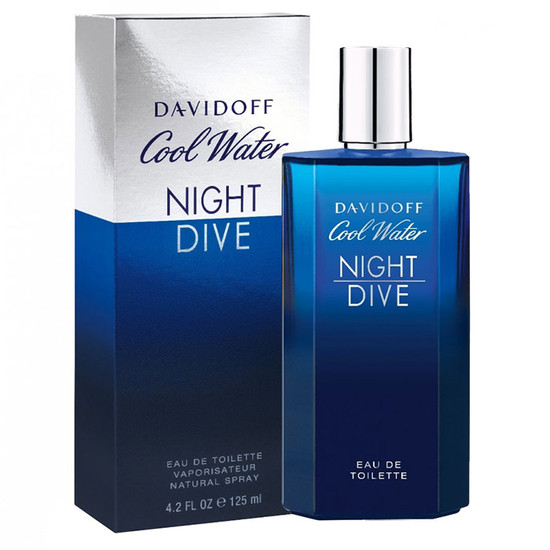 DAVIDOFF
Cool Water
NIGHT
DIVE
EAU DE TOILETTE
VAPORISATEUR
NATURAL SPRAY
4.2 FL OZ ℮ 125 ml
DAVIDOFF
Cool Water
NIGHT
DIVE
EAU DE
TOILETTE